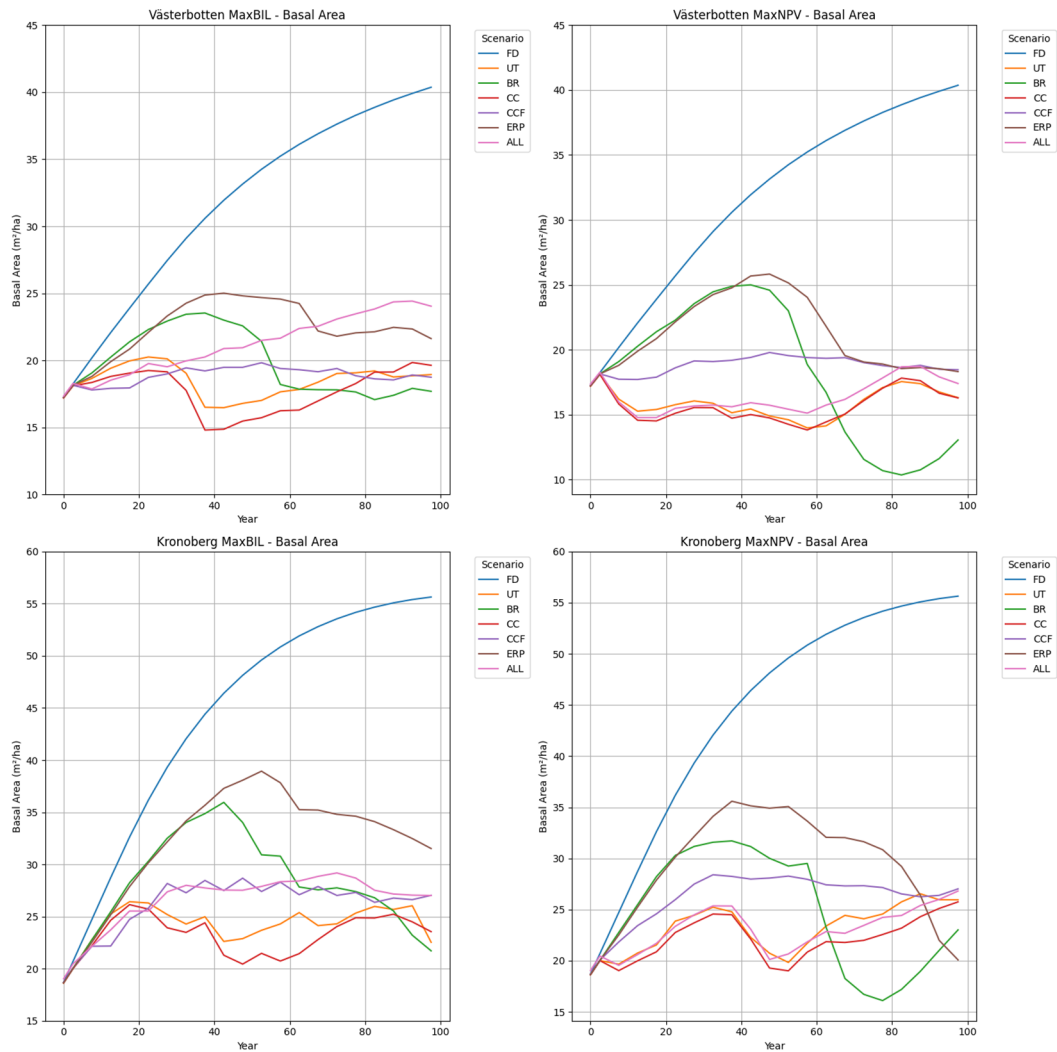 Västerbotten MaxBIL - Basal Area
45
40
35
30
25
20
15
10
Basal Area (m²/ha)
0 20 40 60 80 100
Year
Scenario
FD
UT
BR
CC
CCF
ERP
ALL
Västerbotten MaxNPV - Basal Area
45
40
35
30
25
20
15
10
Basal Area (m²/ha)
0 20 40 60 80 100
Year
Scenario
FD
UT
BR
CC
CCF
ERP
ALL
Kronoberg MaxBIL - Basal Area
60
55
50
45
40
35
30
25
20
15
Basal Area (m²/ha)
0 20 40 60 80 100
Year
Scenario
FD
UT
BR
CC
CCF
ERP
ALL
Kronoberg MaxNPV - Basal Area
60
55
50
45
40
35
30
25
20
15
Basal Area (m²/ha)
0 20 40 60 80 100
Year
Scenario
FD
UT
BR
CC
CCF
ERP
ALL